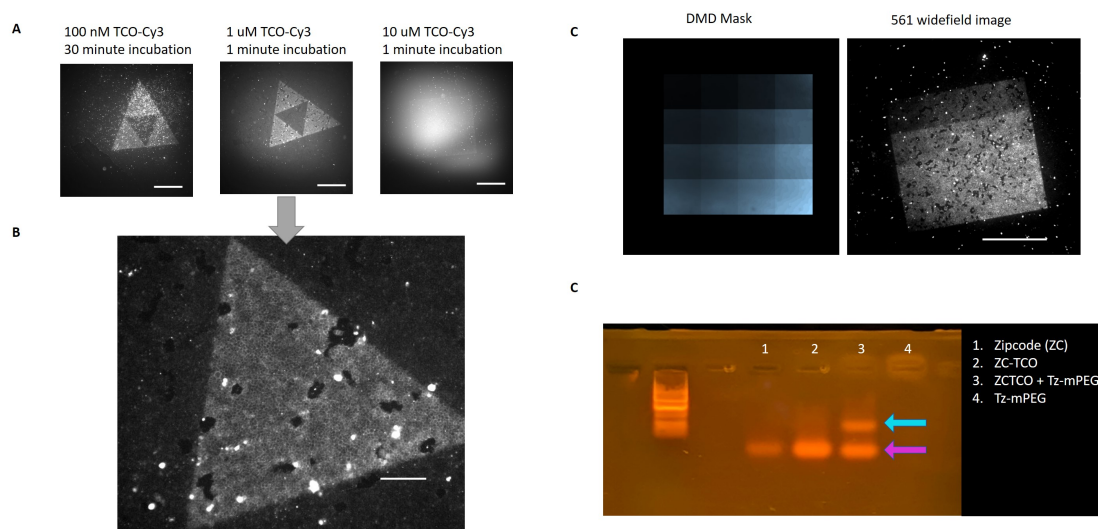 A
100 nM TCO-Cy3
30 minute incubation
1 uM TCO-Cy3
1 minute incubation
10 uM TCO-Cy3
1 minute incubation
B
C
DMD Mask
561 widefield image
C
1 2 3 4
1. Zipcode (ZC)
2. ZC-TCO
3. ZCTCO + Tz-mPEG
4. Tz-mPEG